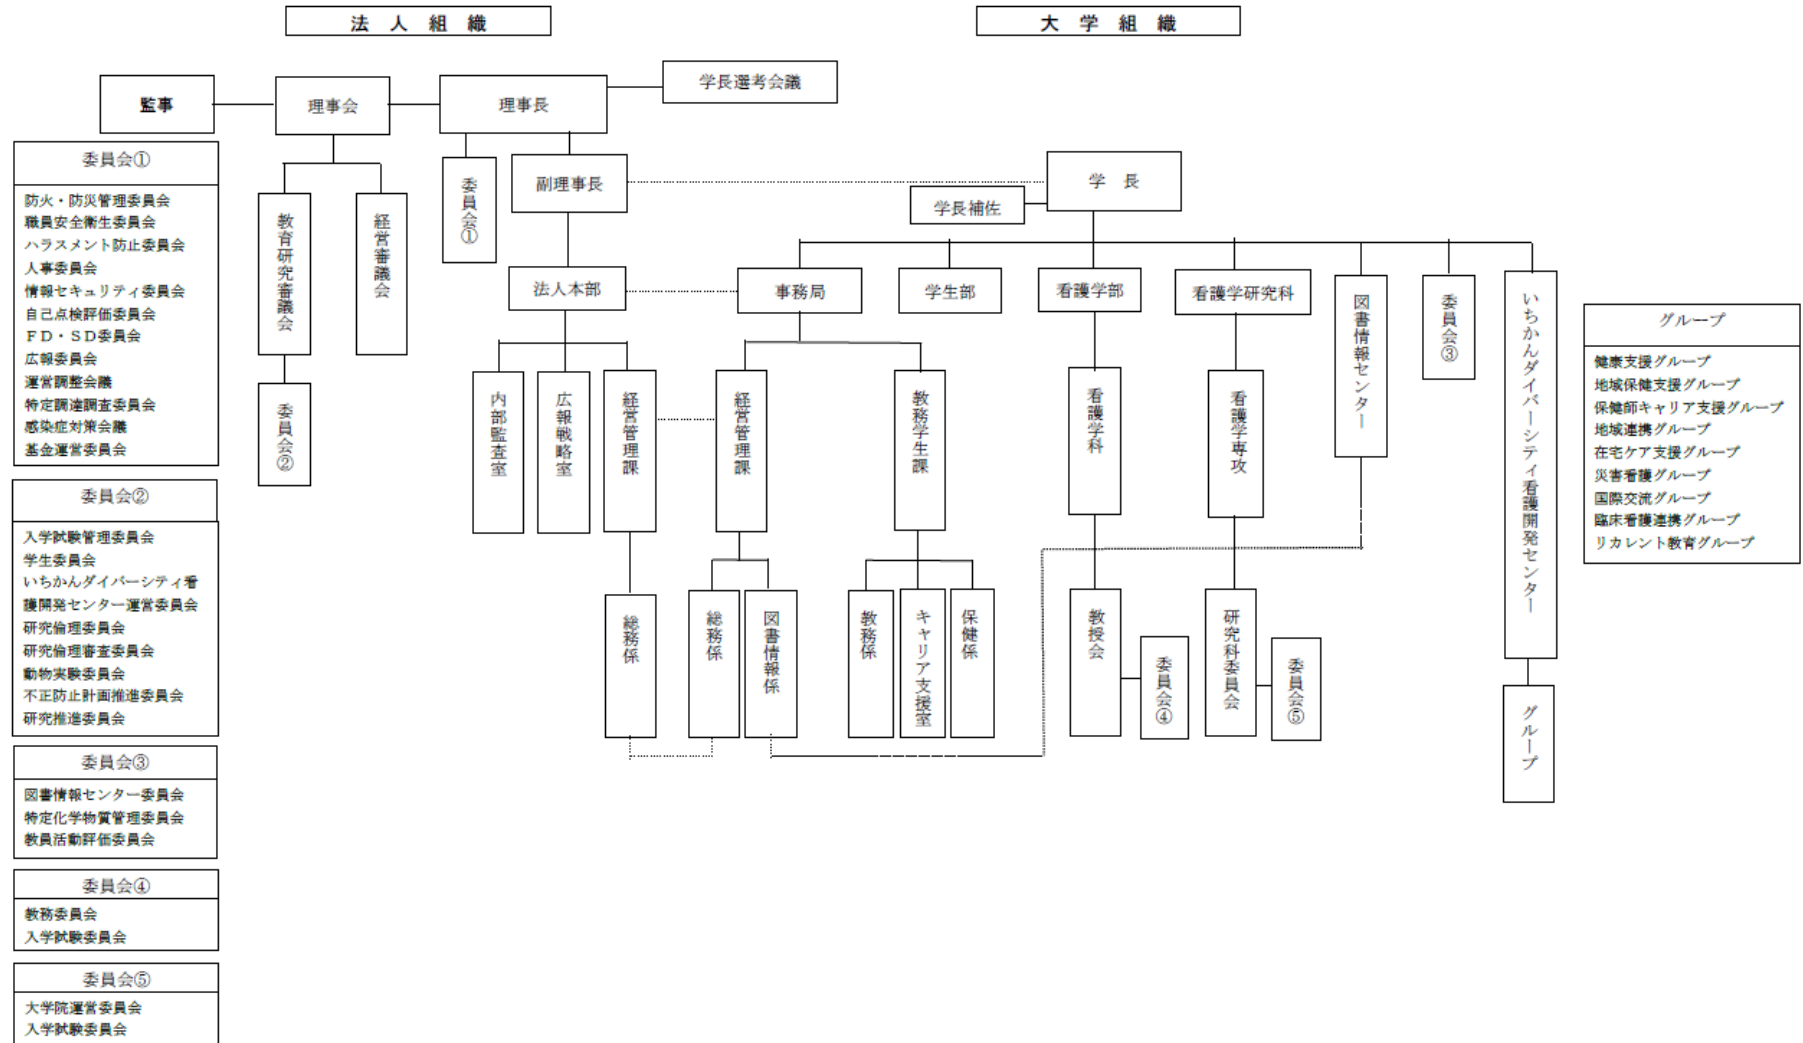 法人組織
大学組織
監事
理事会
理事長
学長選考会議
委員会①
防火・防災管理委員会
職員安全衛生委員会
ハラスメント防止委員会
人事委員会
情報セキュリティ委員会
自己点検評価委員会
ＦＤ・ＳＤ委員会
広報委員会
運営調整会議
特定調達調査委員会
感染症対策会議
基金運営委員会
委員会②
入学試験管理委員会
学生委員会
いちかんダイバーシティ看
護開発センター運営委員会
研究倫理委員会
研究倫理審査委員会
動物実験委員会
不正防止計画推進委員会
研究推進委員会
委員会③
図書情報センター委員会
特定化学物質管理委員会
教員活動評価委員会
委員会④
教務委員会
入学試験委員会
委員会⑤
大学院運営委員会
入学試験委員会
教育研究審議会
経営審議会
委員会②
委員会①
副理事長
法人本部
内部監査室
広報戦略室
経営管理課
総務係
学　長
学長補佐
事務局
学生部
看護学部
看護学研究科
図書情報センター
委員会③
いちかんダイバーシティ看護開発センター
経営管理課
教務学生課
看護学科
看護学専攻
総務係
図書情報係
教務係
キャリア支援室
保健係
教授会
委員会④
研究科委員会
委員会⑤
グループ
グループ
健康支援グループ
地域保健支援グループ
保健師キャリア支援グループ
地域連携グループ
在宅ケア支援グループ
災害看護グループ
国際交流グループ
臨床看護連携グループ
リカレント教育グループ